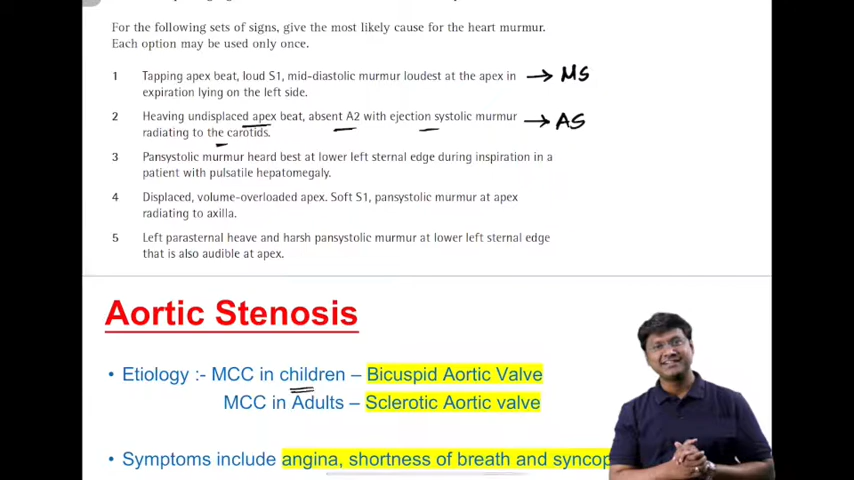 For the following sets of signs, give the most likely cause for the heart murmur.
Each option may be used only once.
1 Tapping apex beat, loud S1, mid-diastolic murmur loudest at the apex in → MS
expiration lying on the left side.
2 Heaving undisplaced apex beat, absent A2 with ejection systolic murmur → AS
radiating to the carotids.
3 Pansystolic murmur heard best at lower left sternal edge during inspiration in a
patient with pulsatile hepatomegaly.
4 Displaced, volume-overloaded apex. Soft S1, pansystolic murmur at apex
radiating to axilla.
5 Left parasternal heave and harsh pansystolic murmur at lower left sternal edge
that is also audible at apex.
Aortic Stenosis
• Etiology :- MCC in children – Bicuspid Aortic Valve
MCC in Adults – Sclerotic Aortic valve
• Symptoms include angina, shortness of breath and syncop